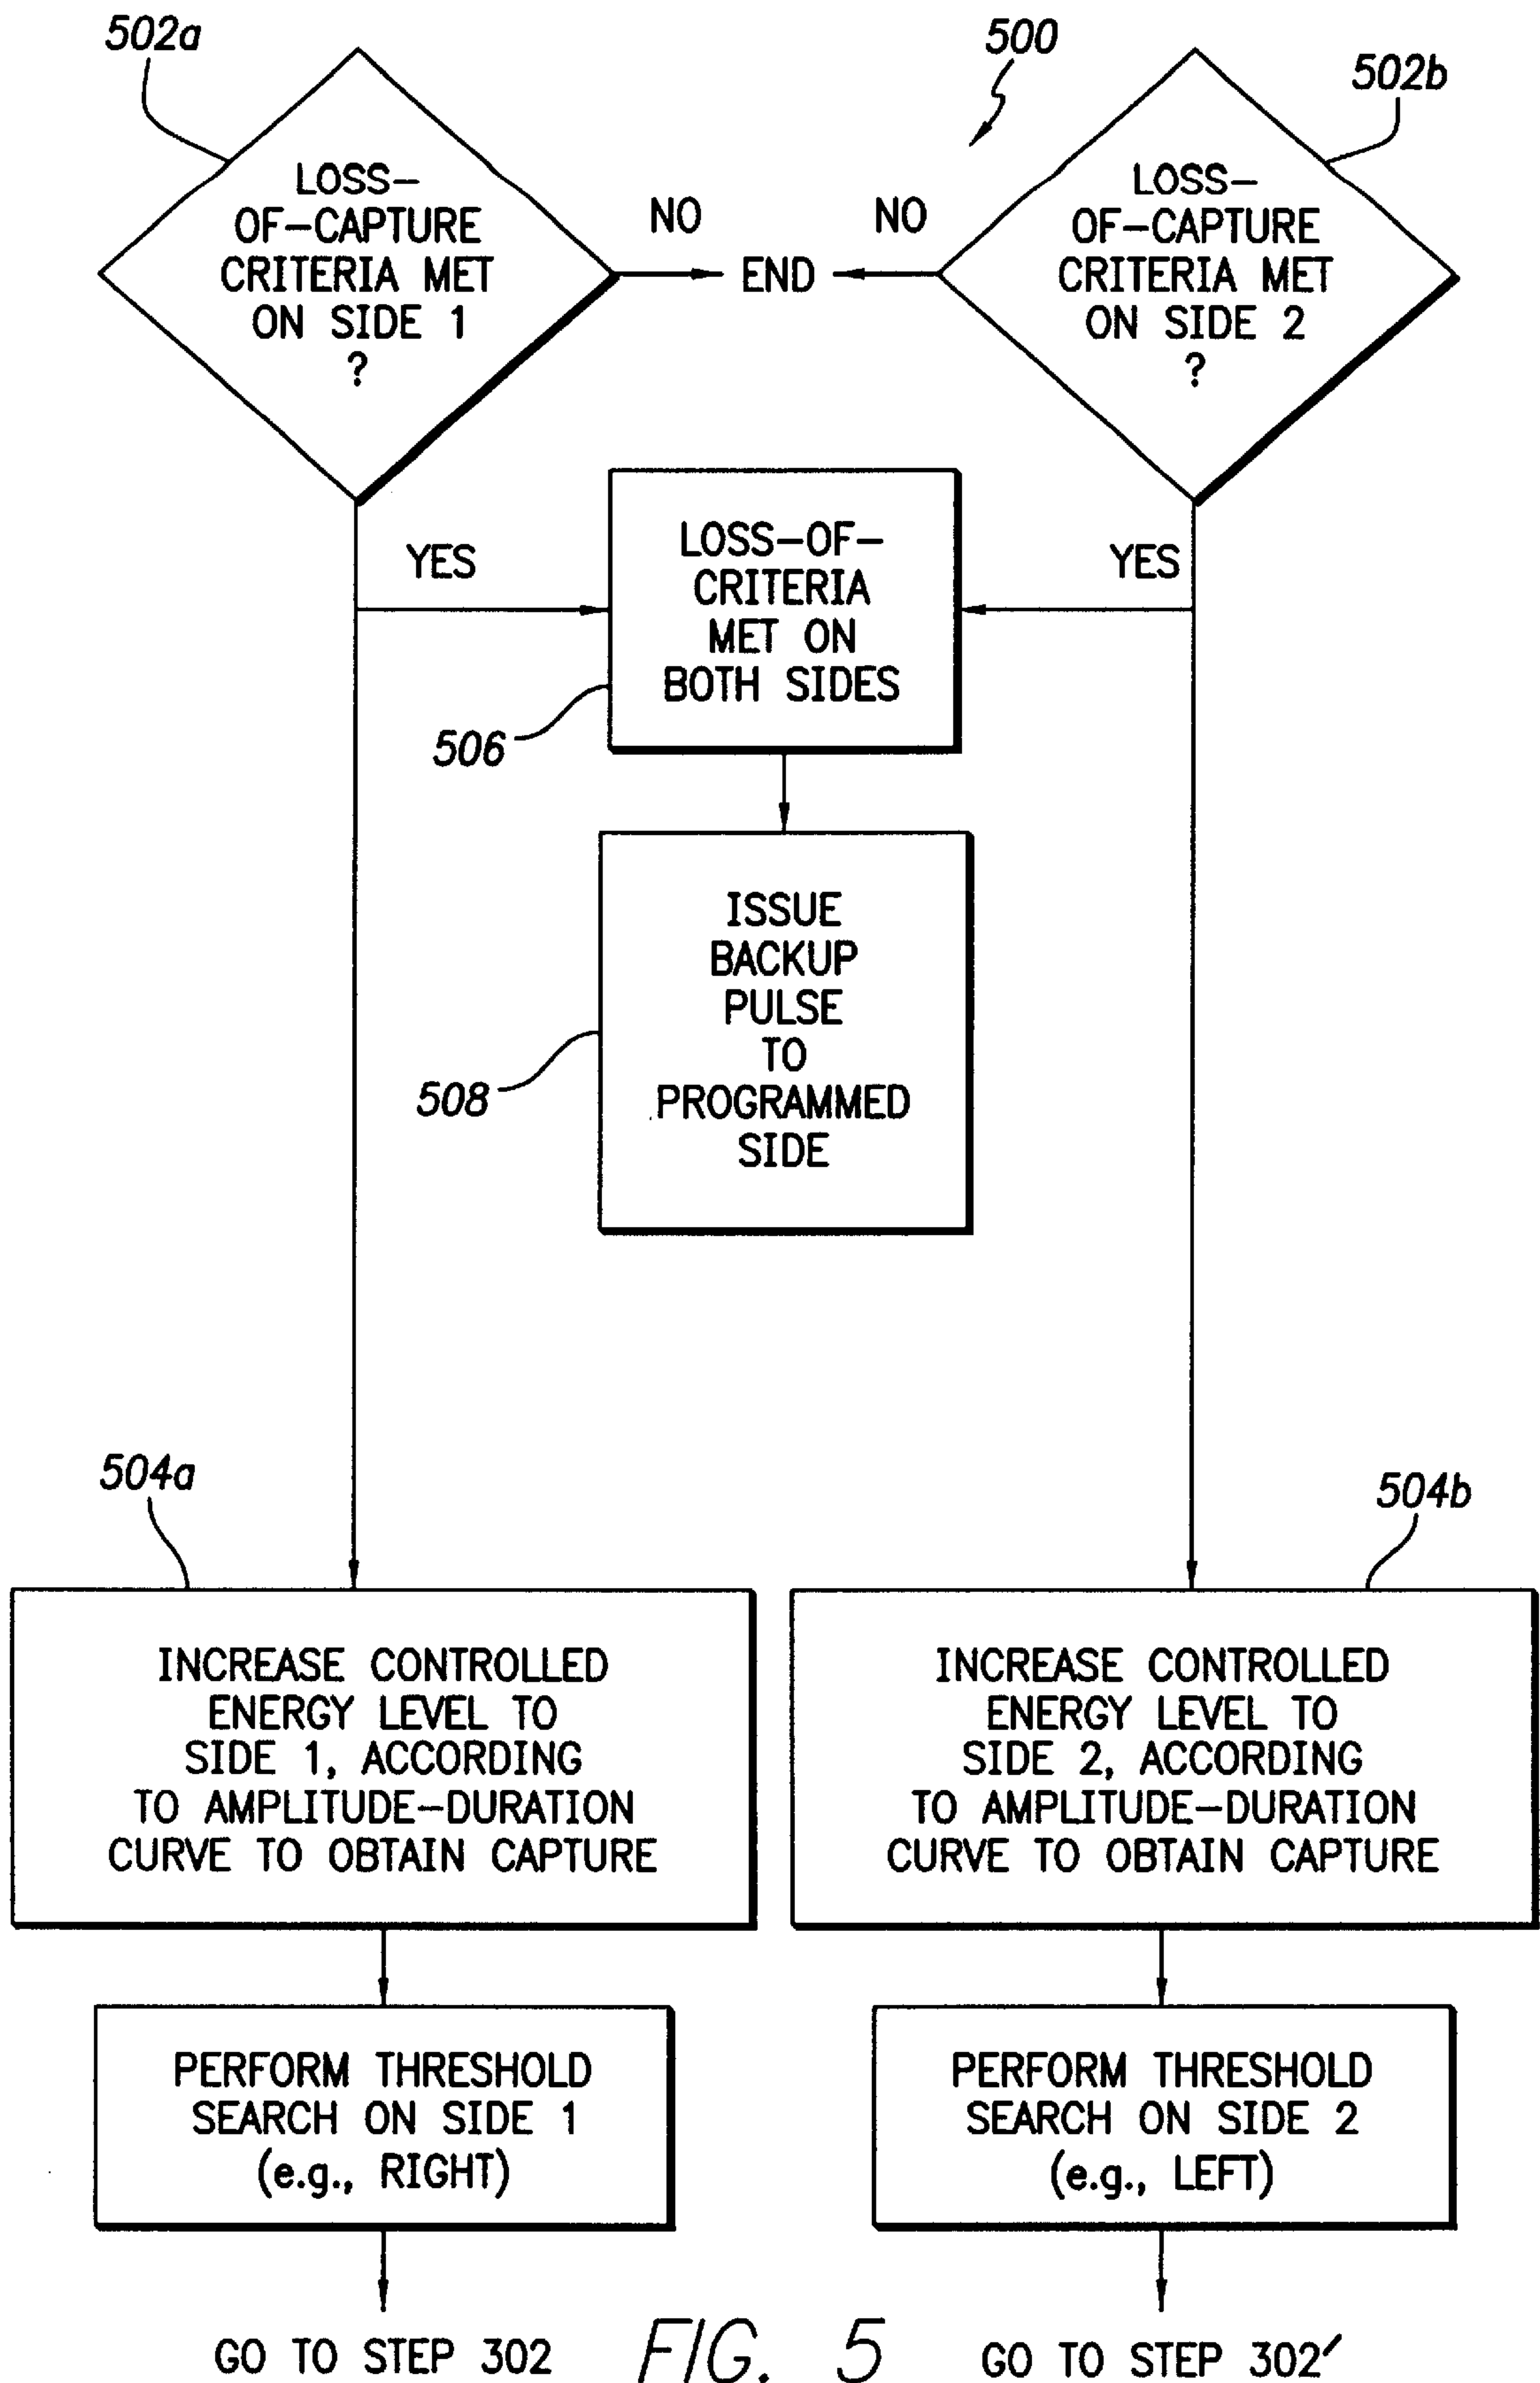 502a
500
502b
LOSS-
OF-CAPTURE
CRITERIA MET
ON SIDE 1
?
NO
END
NO
LOSS-
OF-CAPTURE
CRITERIA MET
ON SIDE 2
?
YES
LOSS-OF-
CRITERIA
MET ON
BOTH SIDES
YES
506
ISSUE
BACKUP
PULSE
TO
PROGRAMMED
SIDE
508
504a
504b
INCREASE CONTROLLED
ENERGY LEVEL TO
SIDE 1, ACCORDING
TO AMPLITUDE-DURATION
CURVE TO OBTAIN CAPTURE
INCREASE CONTROLLED
ENERGY LEVEL TO
SIDE 2, ACCORDING
TO AMPLITUDE-DURATION
CURVE TO OBTAIN CAPTURE
PERFORM THRESHOLD
SEARCH ON SIDE 1
(e.g., RIGHT)
PERFORM THRESHOLD
SEARCH ON SIDE 2
(e.g., LEFT)
GO TO STEP 302
FIG. 5
GO TO STEP 302′